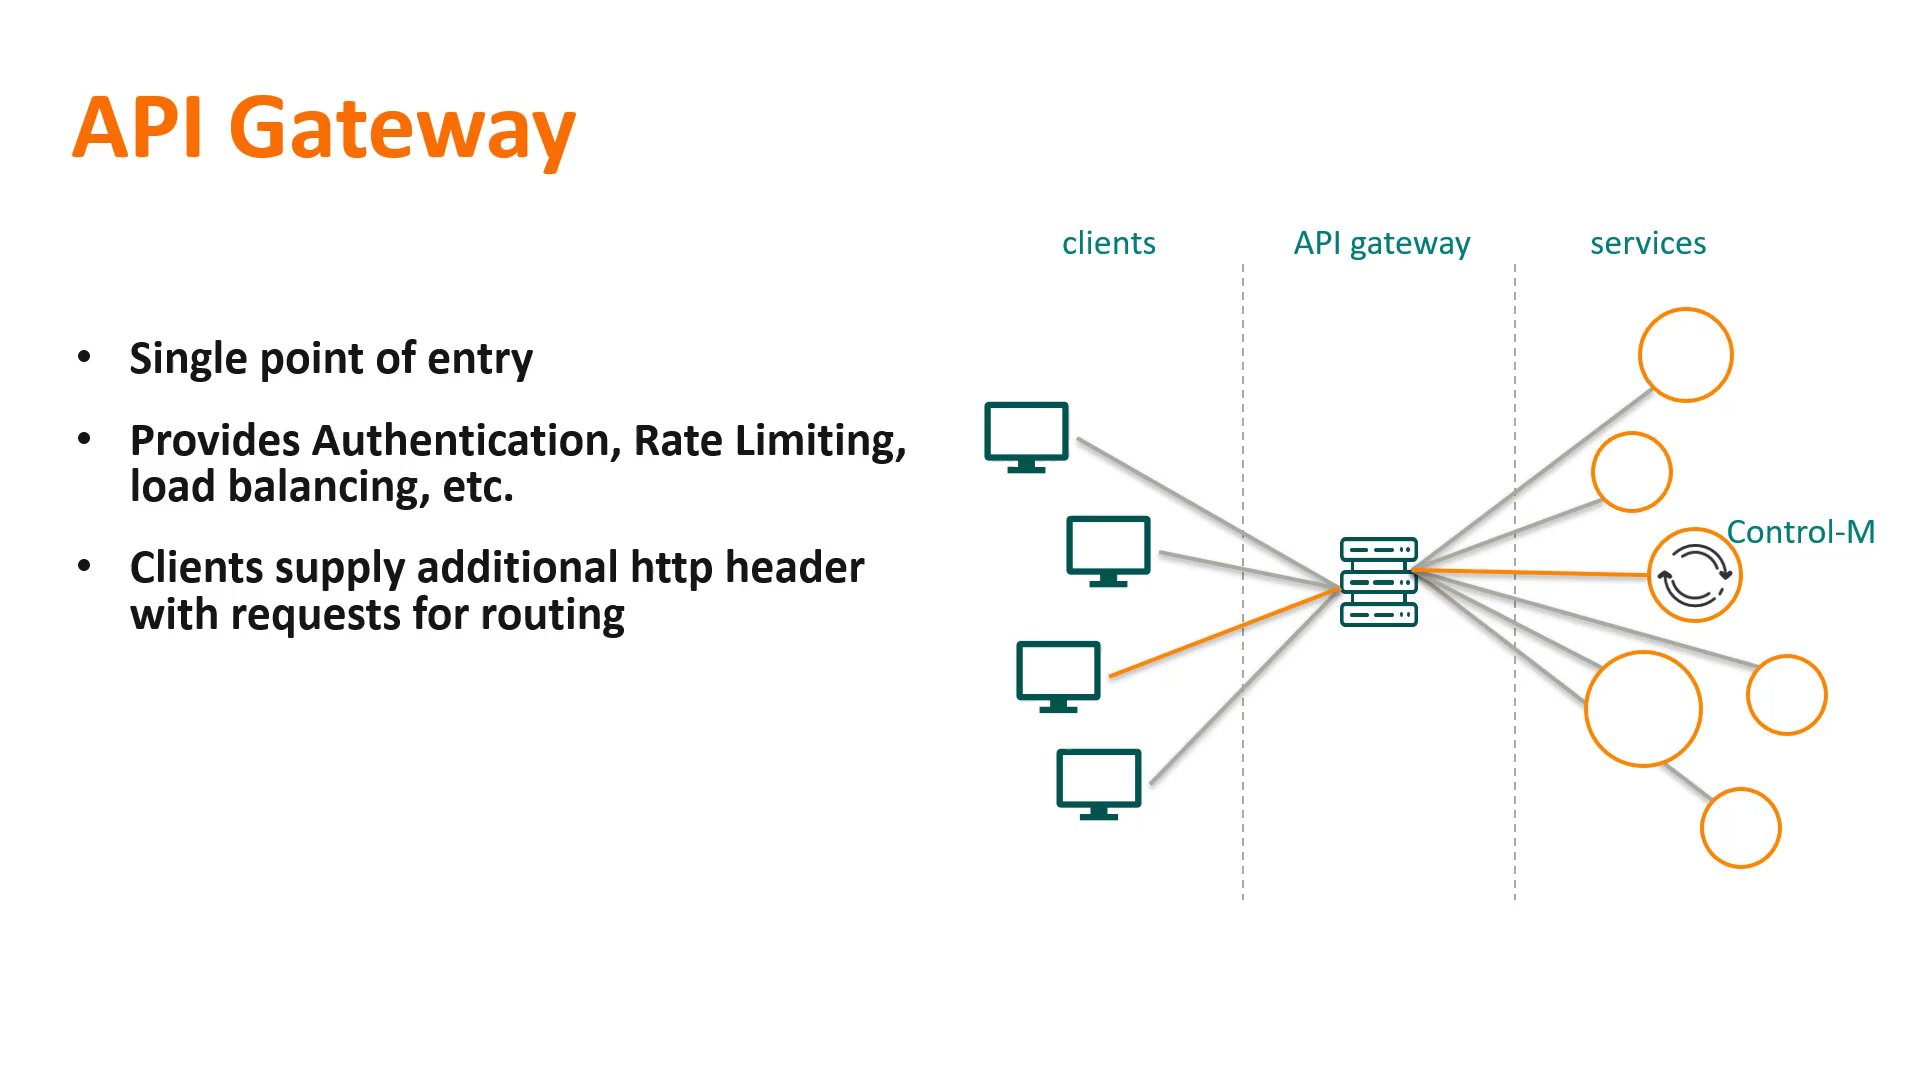 API Gateway
• Single point of entry
• Provides Authentication, Rate Limiting,
load balancing, etc.
• Clients supply additional http header
with requests for routing
clients
API gateway
services
Control-M